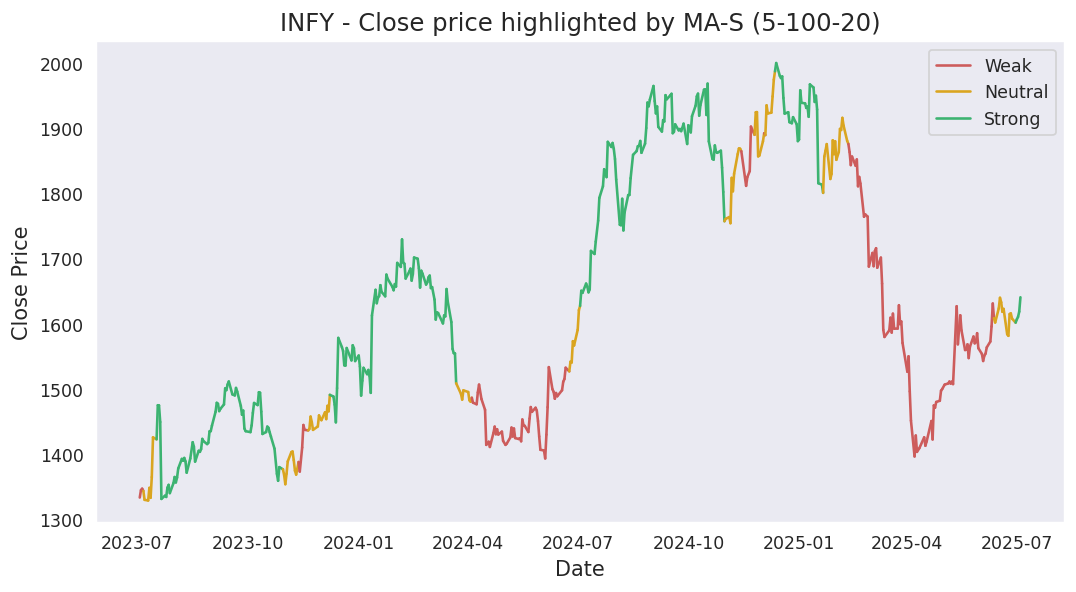 INFY - Close price highlighted by MA-S (5-100-20)
Weak
Neutral
Strong
Close Price
2000
1900
1800
1700
1600
1500
1400
1300
2023-07 2023-10 2024-01 2024-04 2024-07 2024-10 2025-01 2025-04 2025-07
Date